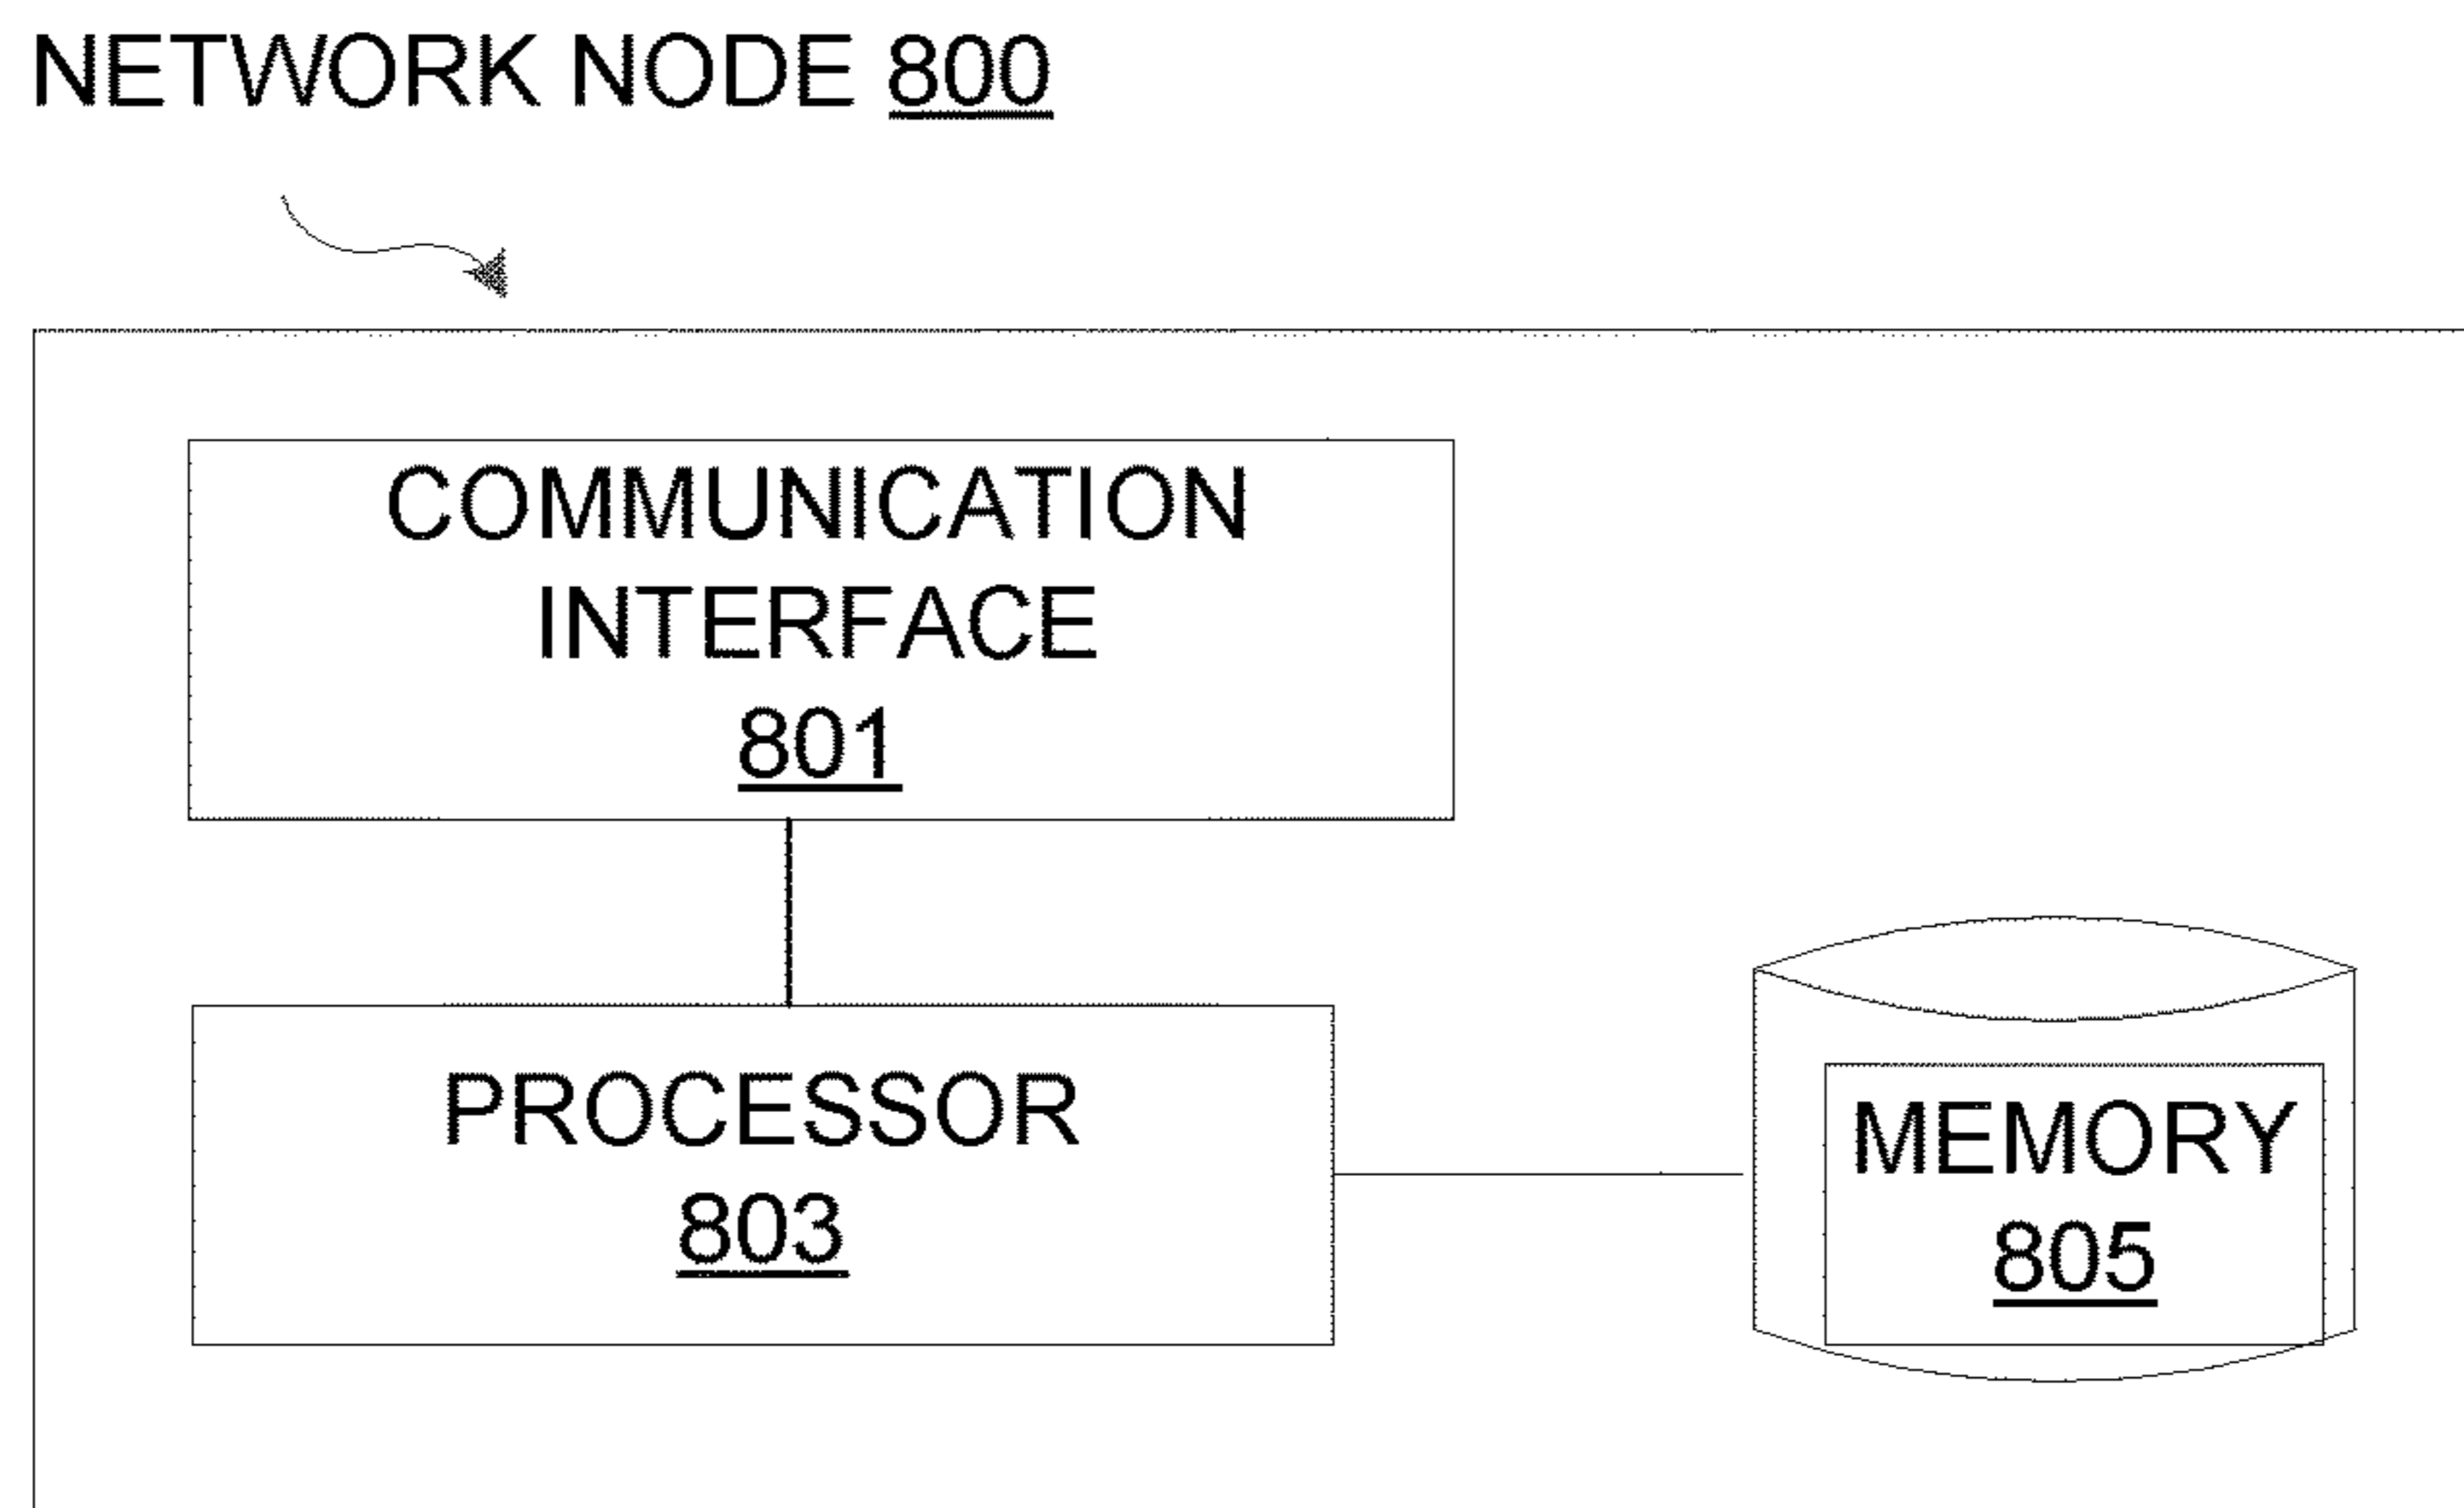 NETWORK NODE 800
COMMUNICATION
INTERFACE
801
PROCESSOR
803
MEMORY
805